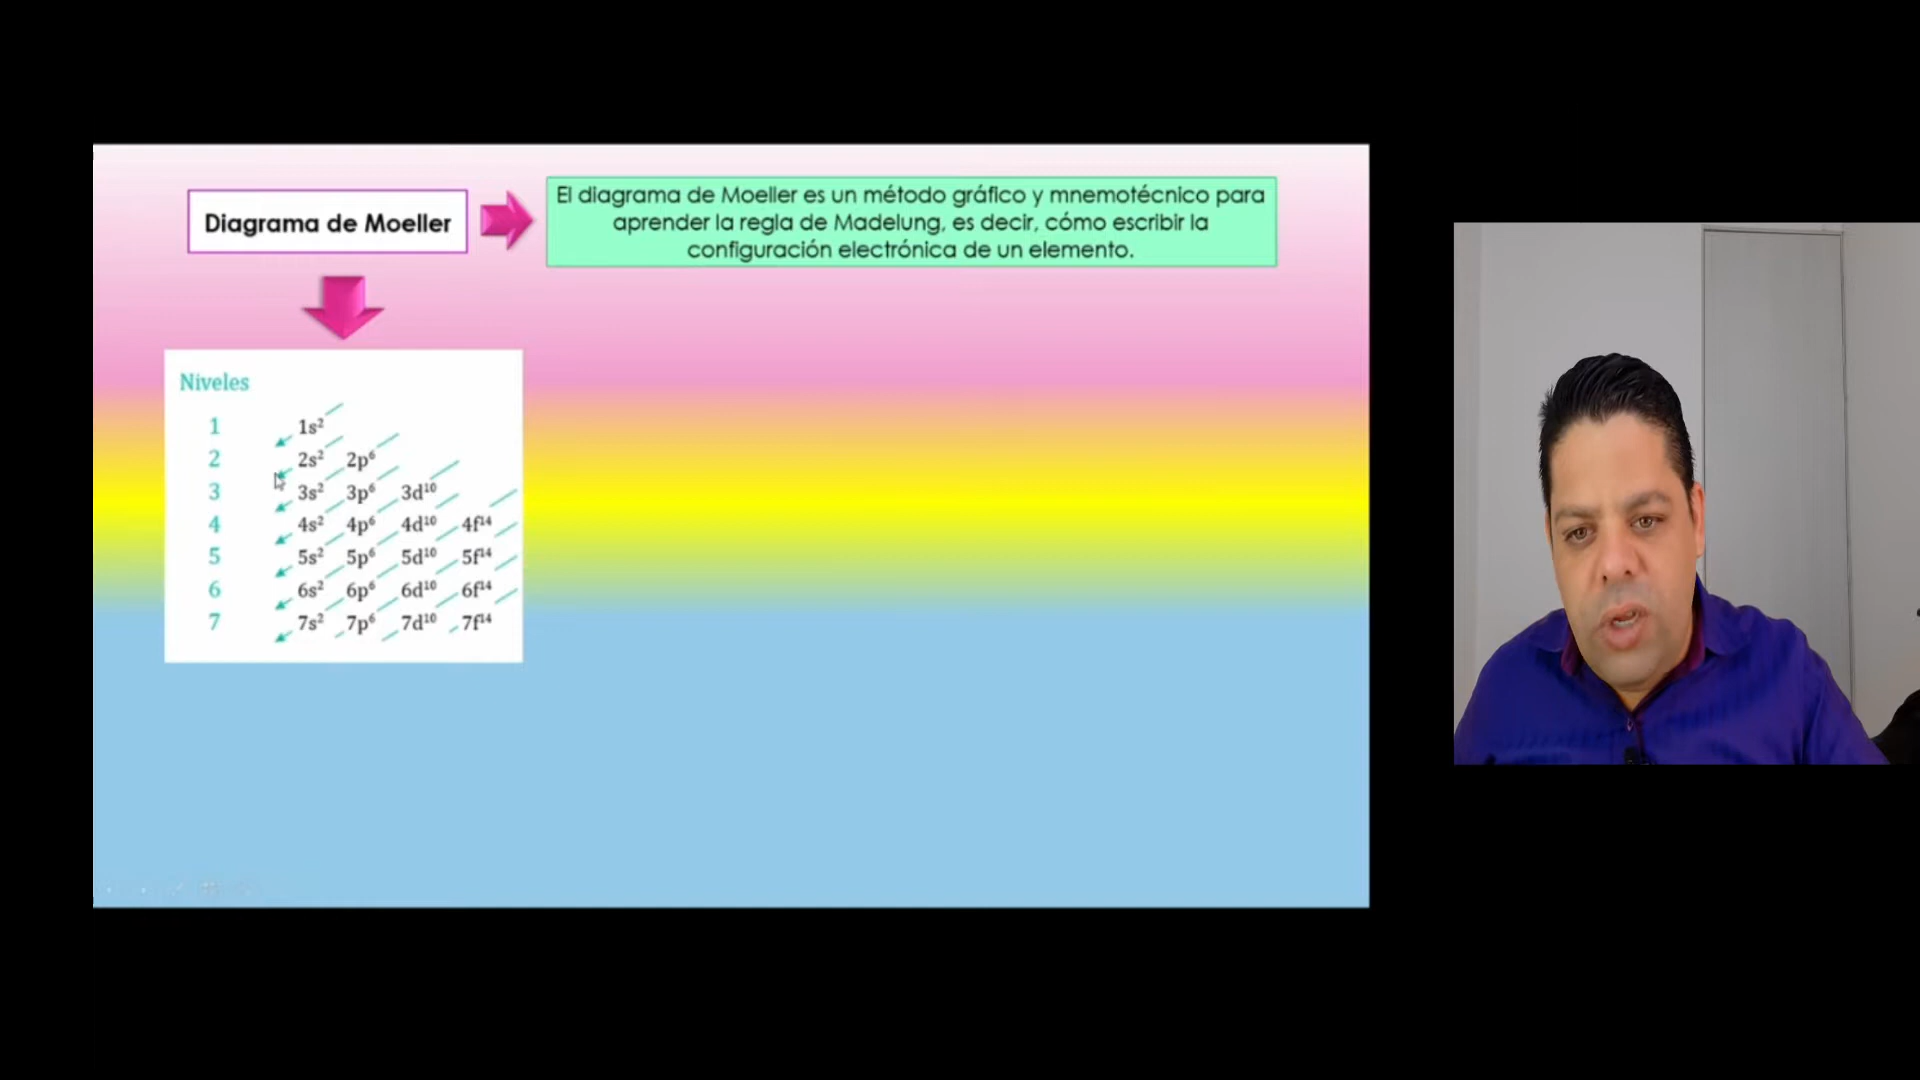 Diagrama de Moeller
El diagrama de Moeller es un método gráfico y mnemotécnico para
aprender la regla de Madelung, es decir, cómo escribir la
configuración electrónica de un elemento.
Niveles
1 1s²
2 2s² 2p⁶
3 3s² 3p⁶ 3d¹⁰
4 4s² 4p⁶ 4d¹⁰ 4f¹⁴
5 5s² 5p⁶ 5d¹⁰ 5f¹⁴
6 6s² 6p⁶ 6d¹⁰ 6f¹⁴
7 7s² 7p⁶ 7d¹⁰ 7f¹⁴